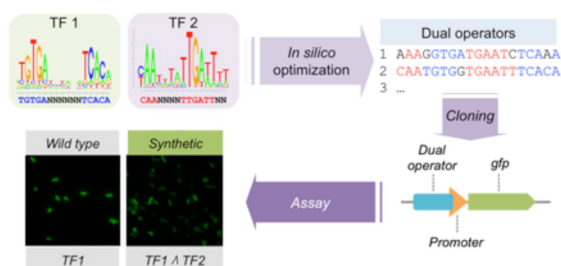 TF 1
TF 2
TGTGANNNNNNTCACA
CAANNNNTTGATTNN
In silico
optimization
Dual operators
1 AAAGGTGATGAATCTCAAA
2 CAATGTGGTGAATTTCACA
3 ...
Cloning
Dual
operator
gfp
Promoter
Assay
Wild type
Synthetic
TF1
TF1 Λ TF2